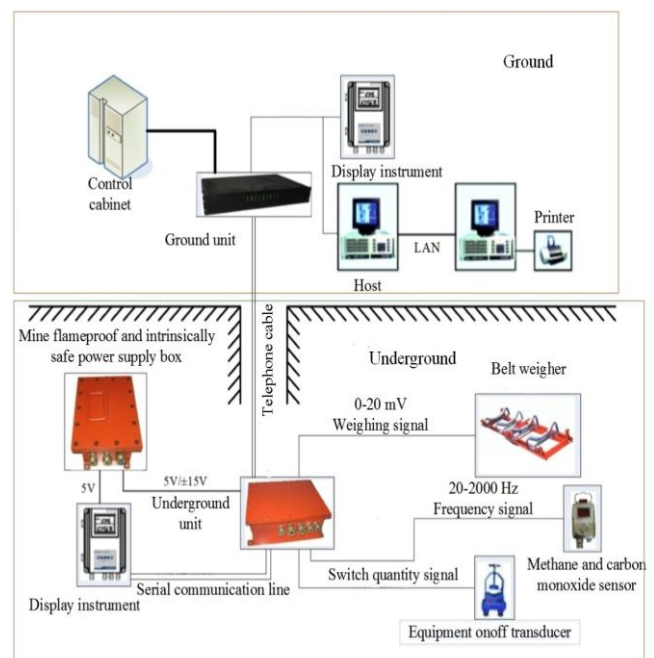 Ground
Control
cabinet
Ground unit
Display instrument
Host
LAN
Printer
Telephone cable
Mine flameproof and intrinsically
safe power supply box
Underground
Belt weigher
0-20 mV
Weighing signal
5V
5V/±15V
Underground
unit
20-2000 Hz
Frequency signal
Methane and carbon
monoxide sensor
Switch quantity signal
Serial communication line
Display instrument
Equipment onoff transducer